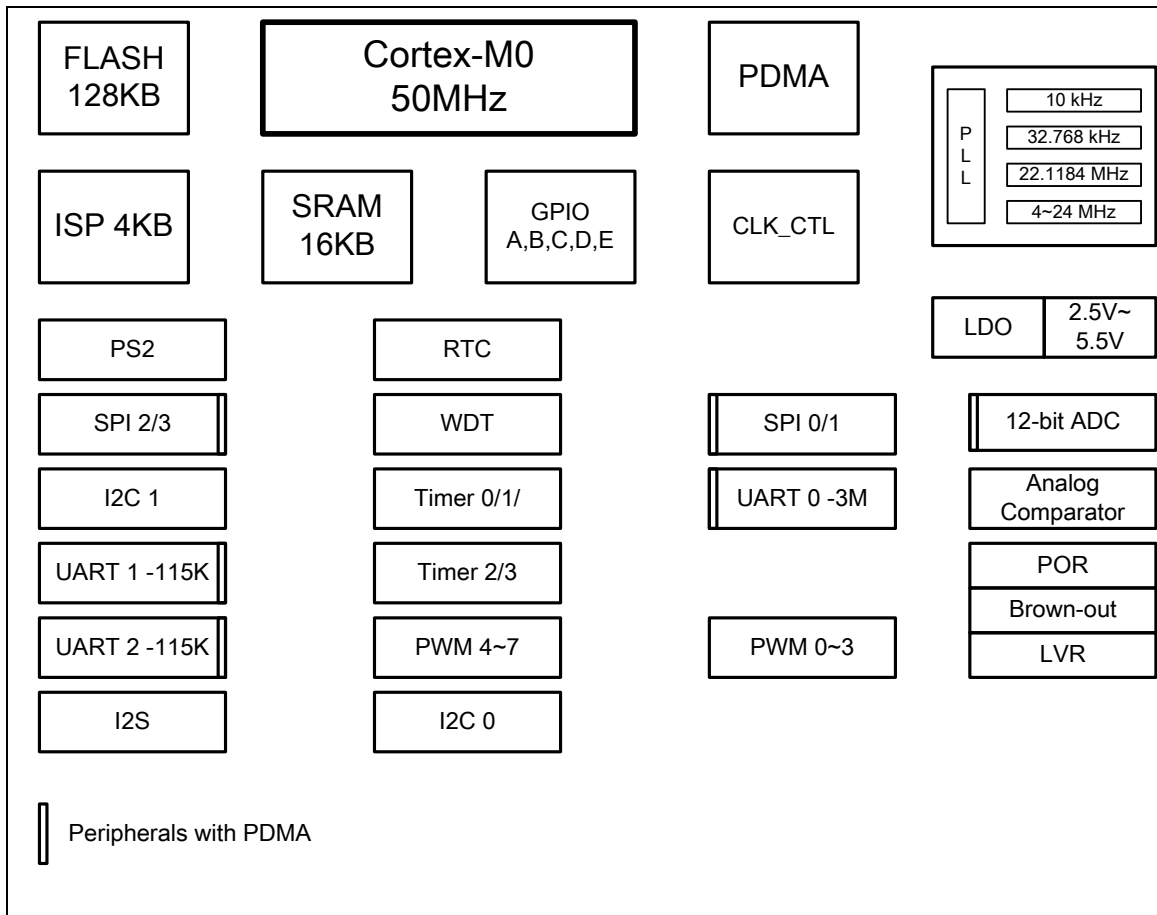 FLASH
128KB
Cortex-M0
50MHz
PDMA
P
L
L
10 kHz
32.768 kHz
22.1184 MHz
4~24 MHz
ISP 4KB
SRAM
16KB
GPIO
A,B,C,D,E
CLK_CTL
LDO
2.5V~
5.5V
PS2
RTC
SPI 2/3
WDT
SPI 0/1
12-bit ADC
I2C 1
Timer 0/1/
UART 0 -3M
Analog
Comparator
UART 1 -115K
Timer 2/3
POR
Brown-out
UART 2 -115K
PWM 4~7
PWM 0~3
LVR
I2S
I2C 0
Peripherals with PDMA